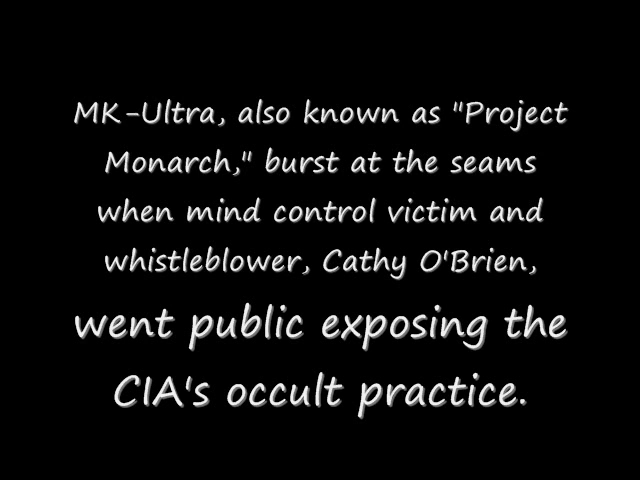 MK-Ultra, also known as "Project
Monarch," burst at the seams
when mind control victim and
whistleblower, Cathy O'Brien,
went public exposing the
CIA's occult practice.